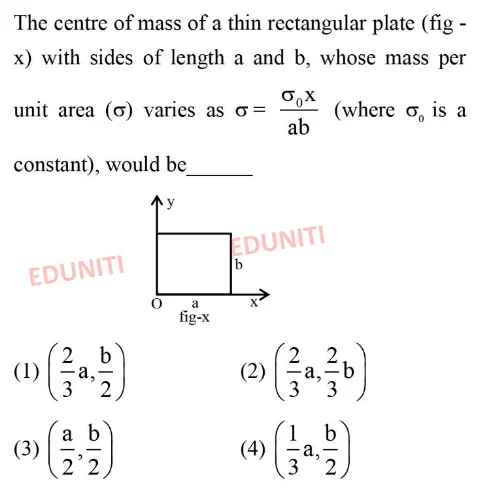 The centre of mass of a thin rectangular plate (fig -
x) with sides of length a and b, whose mass per
unit area (σ) varies as σ = σ₀x/ab (where σ₀ is a
constant), would be______
y
EDUNITI
EDUNITI
b
O a x
fig-x
(1) (2/3 a, b/2) (2) (2/3 a, 2/3 b)
(3) (a/2, b/2) (4) (1/3 a, b/2)